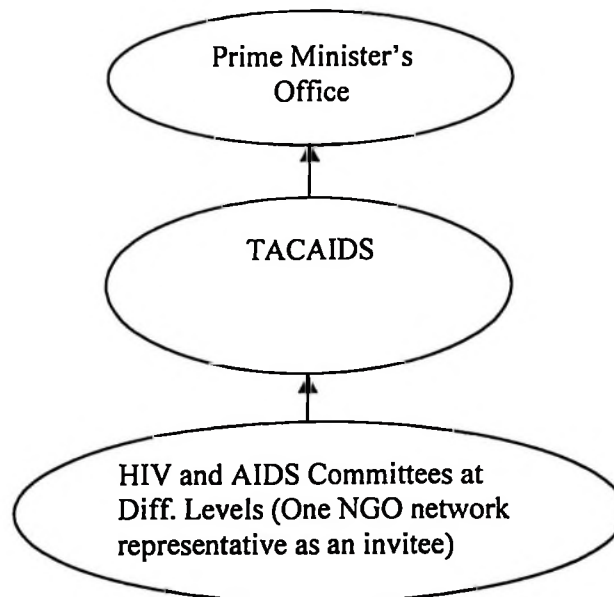 Prime Minister's
Office
TACAIDS
HIV and AIDS Committees at
Diff. Levels (One NGO network
representative as an invitee)